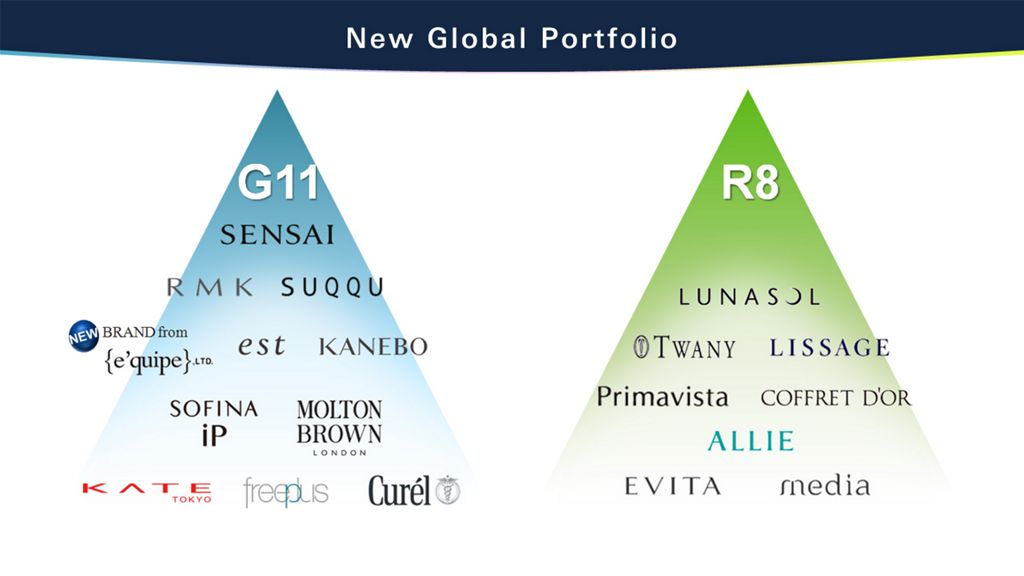 New Global Portfolio
G11
SENSAI
RMK SUQQU
NEW BRAND from
{e'quipe},LTD.
est KANEBO
SOFINA
iP
MOLTON
BROWN
LONDON
KATE
TOKYO
freeplus
Curél
R8
LUNASOL
TWANY LISSAGE
Primavista COFFRET D'OR
ALLIE
EVITA media